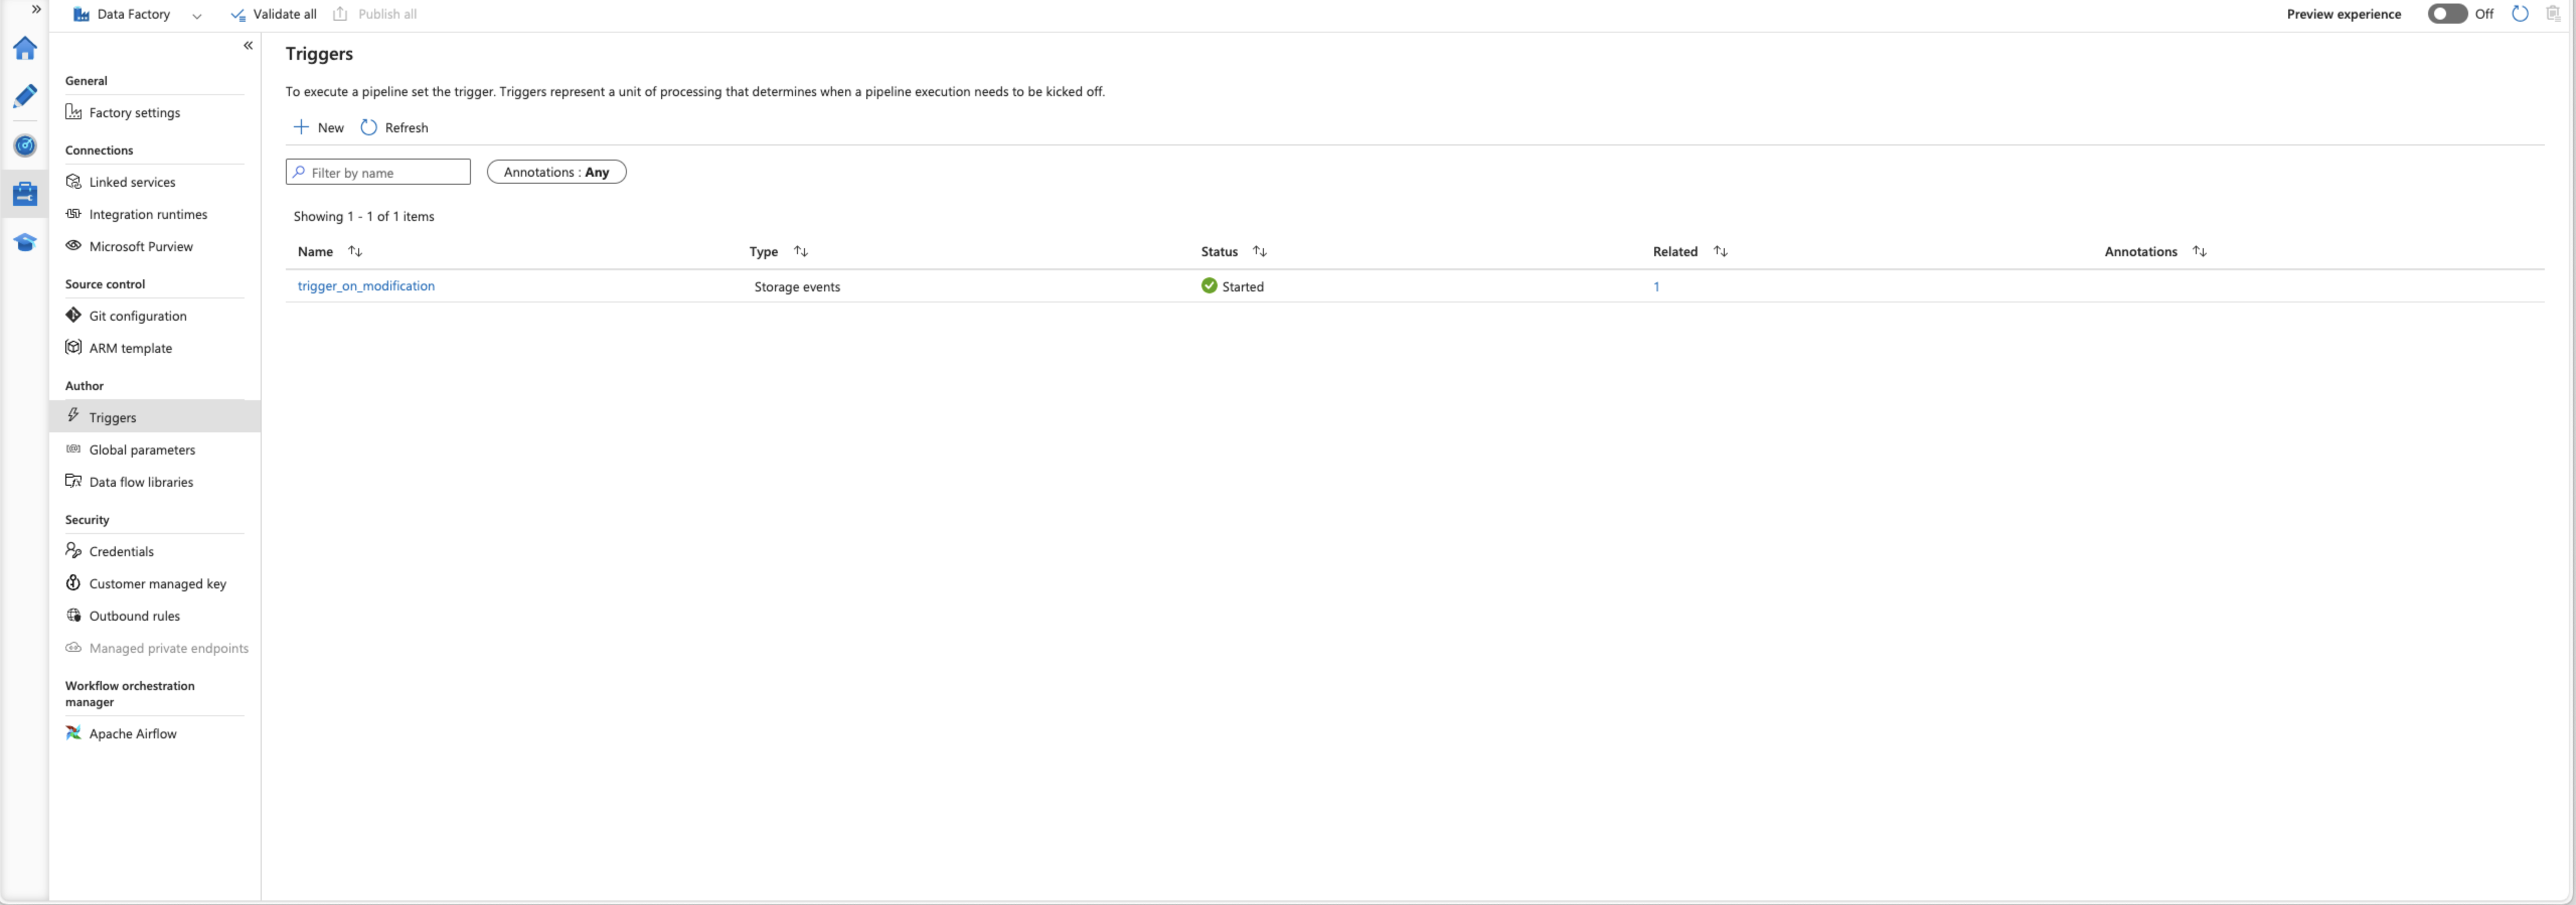 Data Factory
Validate all
Publish all
Preview experience
Off
General
Factory settings
Connections
Linked services
Integration runtimes
Microsoft Purview
Source control
Git configuration
ARM template
Author
Triggers
Global parameters
Data flow libraries
Security
Credentials
Customer managed key
Outbound rules
Managed private endpoints
Workflow orchestration
manager
Apache Airflow
Triggers
To execute a pipeline set the trigger. Triggers represent a unit of processing that determines when a pipeline execution needs to be kicked off.
New Refresh
Filter by name Annotations : Any
Showing 1 - 1 of 1 items
Name Type Status Related Annotations
trigger_on_modification Storage events Started 1